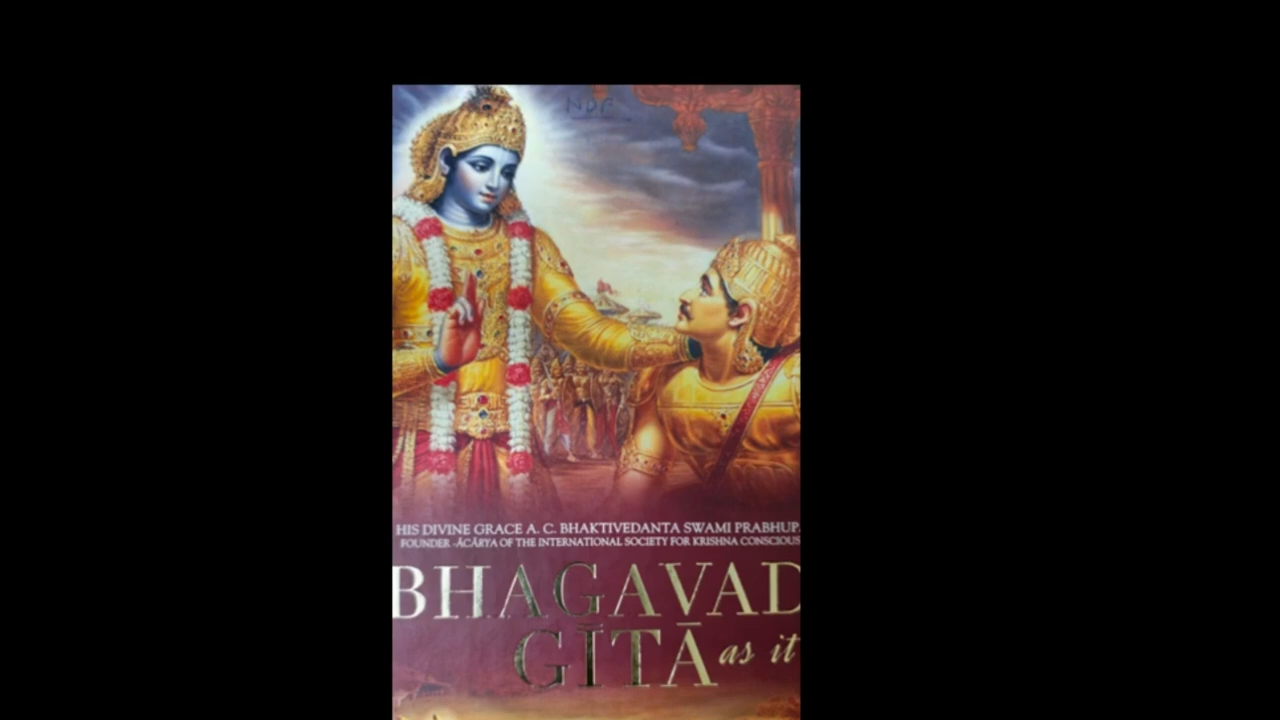 HIS DIVINE GRACE A. C. BHAKTIVEDANTA SWAMI PRABHUP
FOUNDER -ĀCĀRYA OF THE INTERNATIONAL SOCIETY FOR KRISHNA CONSCIOUS
BHAGAVAD
GĪTĀ as it